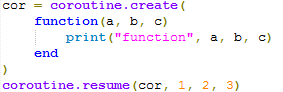 cor = coroutine.create(
    function(a, b, c)
        print("function", a, b, c)
    end
)
coroutine.resume(cor, 1, 2, 3)